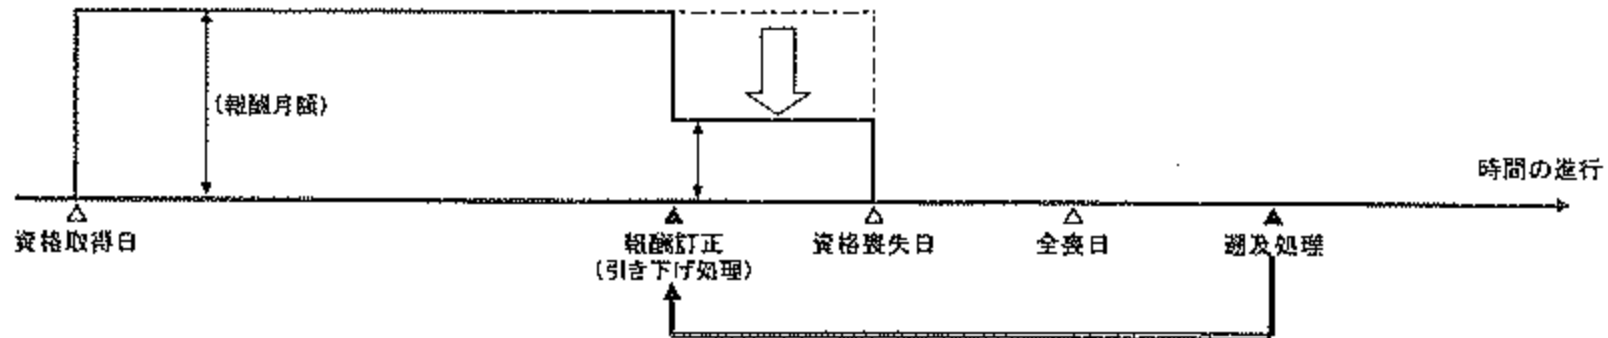 (報酬月額)
時間の進行
資格取得日
報酬訂正
(引き下げ処理)
資格喪失日
全喪日
遡及処理